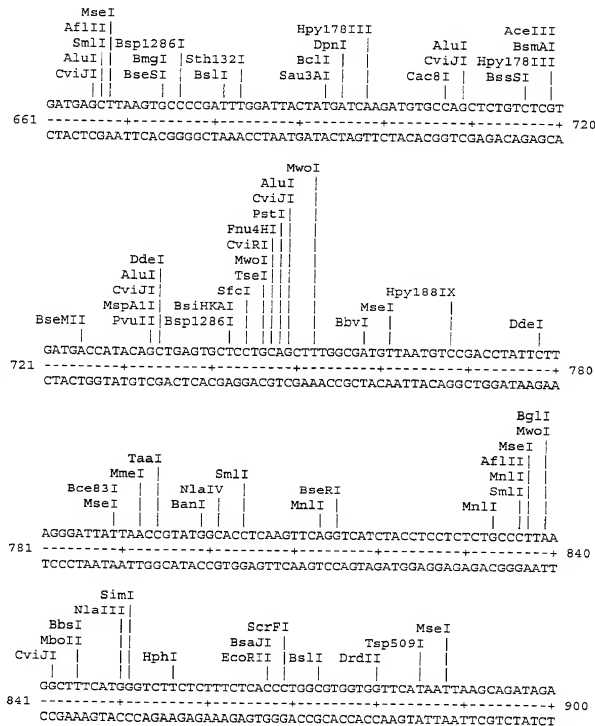 MseI
AflII
SmlI
AluI
CviJI
Bsp1286I
BmgI
BseSI
Sth132I
BslI
Hpy178III
DpnI
BclI
Sau3AI
AluI
CviJI
Cac8I
AceIII
BsmAI
Hpy178III
BssSI
GATGAGCTTAAGTGCCCCGATTTGGATTACTATGATCAAGATGTGCCAGCTCTGTCTCGT
661 ---------+---------+---------+---------+---------+---------+ 720
CTACTCGAATTCACGGGGCTAAACCTAATGATACTAGTTCTACACGGTCGAGACAGAGCA
MwoI
AluI
CviJI
PstI
Fnu4HI
CviRI
MwoI
TseI
SfcI
DdeI
AluI
CviJI
MspA1I
PvuII
BsiHKAI
Bsp1286I
BseMII
BbvI
MseI
Hpy188IX
DdeI
GATGACCATACAGCTGAGTGCTCCTGCAGCTTTGGCGATGTTAATGTCCGACCTATTCTT
721 ---------+---------+---------+---------+---------+---------+ 780
CTACTGGTATGTCGACTCACGAGGACGTCGAAACCGCTACAATTACAGGCTGGATAAGAA
TaaI
MmeI
Bce83I
MseI
NlaIV
BanI
SmlI
BseRI
MnlI
BglI
MwoI
MseI
AflII
MnlI
SmlI
MnlI
AGGGATTATTAACCGTATGGCACCTCAAGTTCAGGTCATCTACCTCCTCTCTGCCCTTAA
781 ---------+---------+---------+---------+---------+---------+ 840
TCCCTAATAATTGGCATACCGTGGAGTTCAAGTCCAGTAGATGGAGGAGAGACGGGAATT
SimI
NlaIII
BbsI
MboII
CviJI
HphI
ScrFI
BsaJI
EcoRII
BslI
DrdII
MseI
Tsp509I
GGCTTTCATGGGTCTTCTCTTTCTCACCCTGGCGTGGTGGTTCATAATTAAGCAGATAGA
841 ---------+---------+---------+---------+---------+---------+ 900
CCGAAAGTACCCAGAAGAGAAAGAGTGGGACCGCACCACCAAGTATTAATTCGTCTATCT